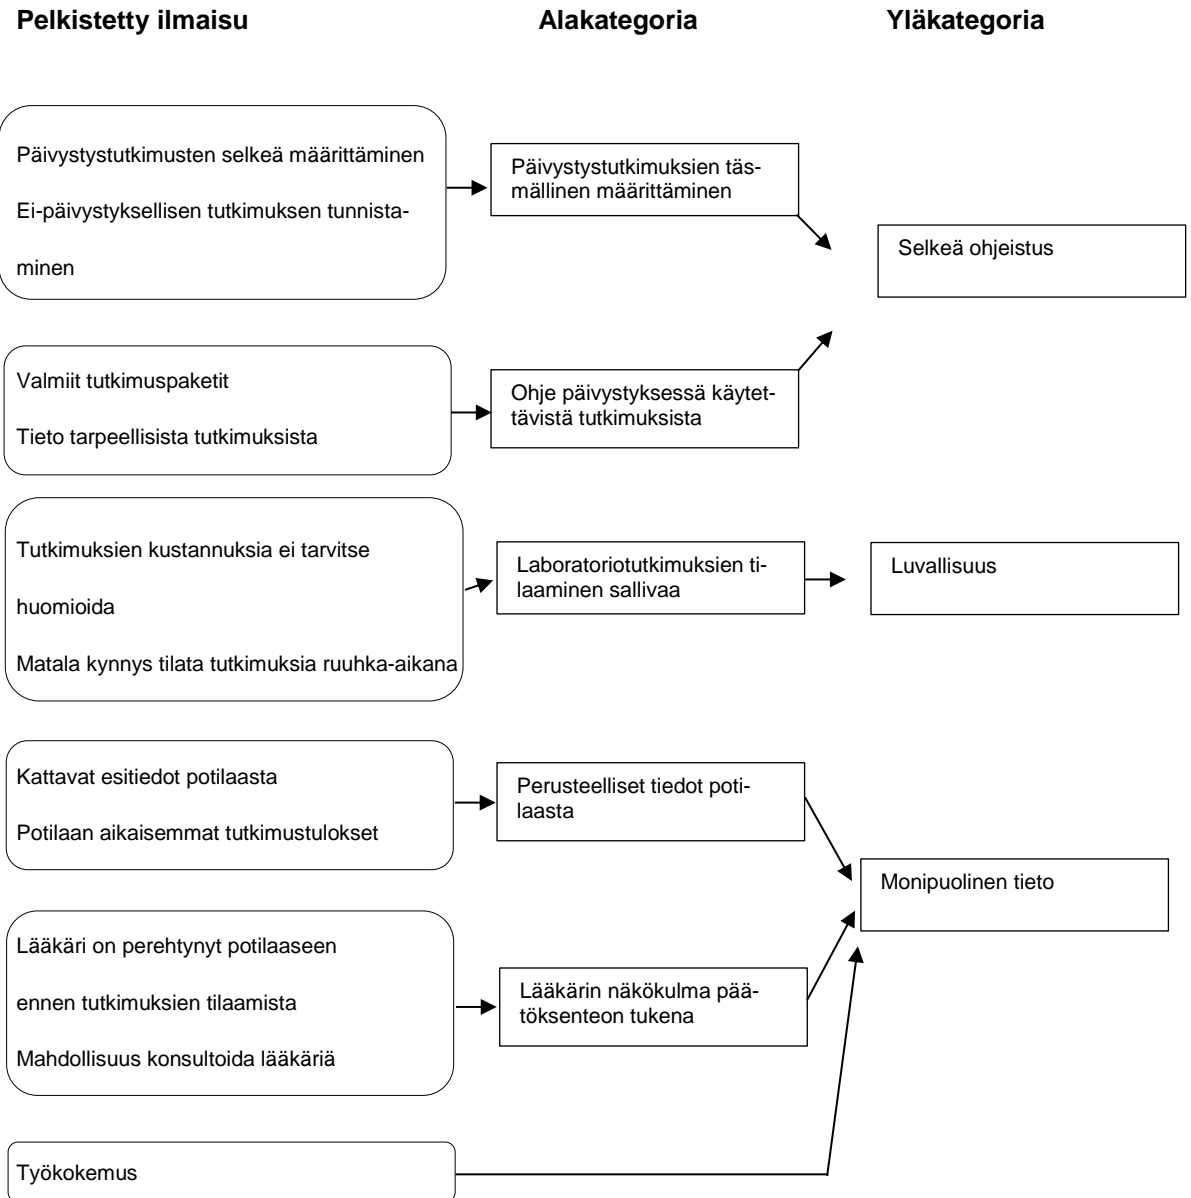 Pelkistetty ilmaisu
Alakategoria
Yläkategoria
Päivystystutkimusten selkeä määrittäminen
Ei-päivystyksellisen tutkimuksen tunnista-
minen
Päivystystutkimuksien täs-
mällinen määrittäminen
Selkeä ohjeistus
Valmiit tutkimuspaketit
Tieto tarpeellisista tutkimuksista
Ohje päivystyksessä käytet-
tävistä tutkimuksista
Tutkimuksien kustannuksia ei tarvitse
huomioida
Matala kynnys tilata tutkimuksia ruuhka-aikana
Laboratoriotutkimuksien ti-
laaminen sallivaa
Luvallisuus
Kattavat esitiedot potilaasta
Potilaan aikaisemmat tutkimustulokset
Perusteelliset tiedot poti-
laasta
Monipuolinen tieto
Lääkäri on perehtynyt potilaaseen
ennen tutkimuksien tilaamista
Mahdollisuus konsultoida lääkäriä
Lääkärin näkökulma pää-
töksenteon tukena
Työkokemus